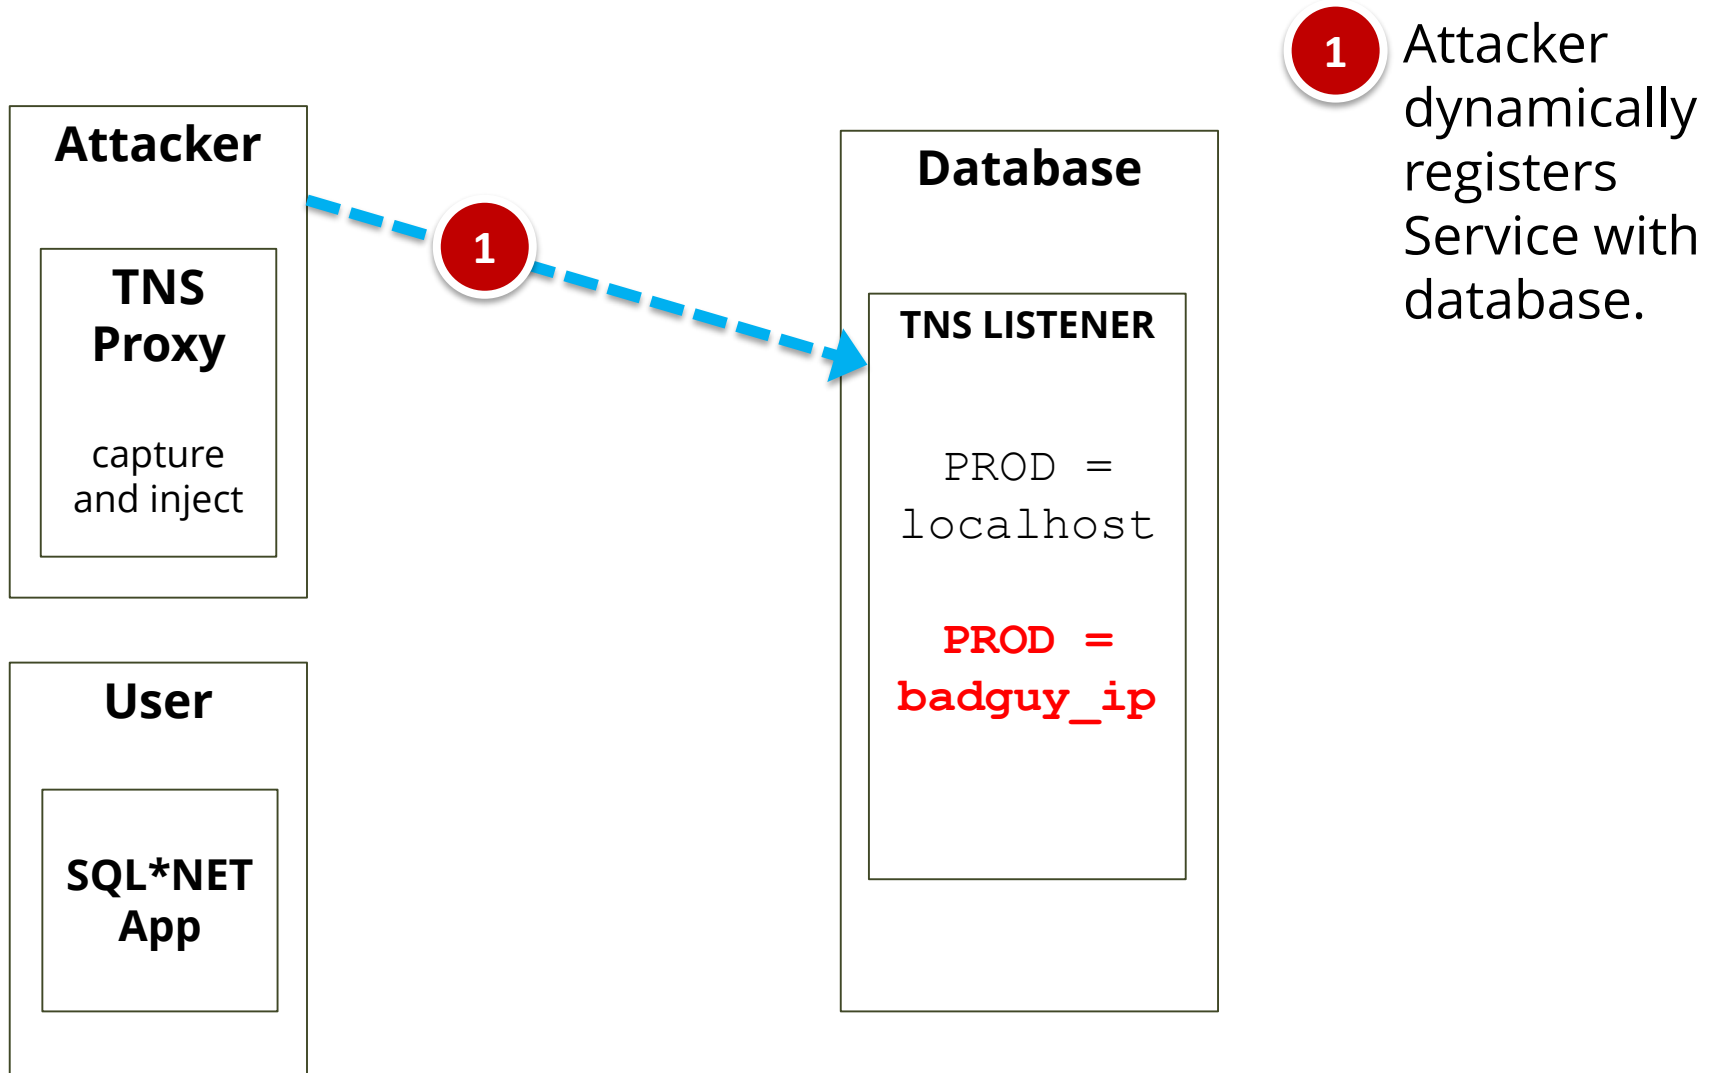 Attacker
TNS
Proxy
capture
and inject
User
SQL*NET
App
1
Database
TNS LISTENER
PROD =
localhost
PROD =
badguy_ip
1
Attacker
dynamically
registers
Service with
database.